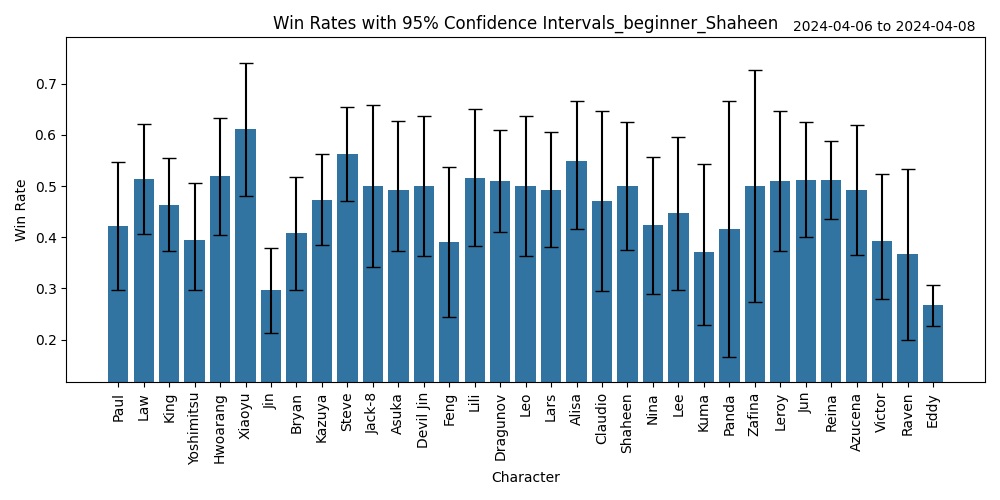 Win Rates with 95% Confidence Intervals_beginner_Shaheen
2024-04-06 to 2024-04-08
Win Rate
0.7
0.6
0.5
0.4
0.3
0.2
Paul
Law
King
Yoshimitsu
Hwoarang
Xiaoyu
Jin
Bryan
Kazuya
Steve
Jack-8
Asuka
Devil Jin
Feng
Lili
Dragunov
Leo
Lars
Alisa
Claudio
Shaheen
Nina
Lee
Kuma
Panda
Zafina
Leroy
Jun
Reina
Azucena
Victor
Raven
Eddy
Character